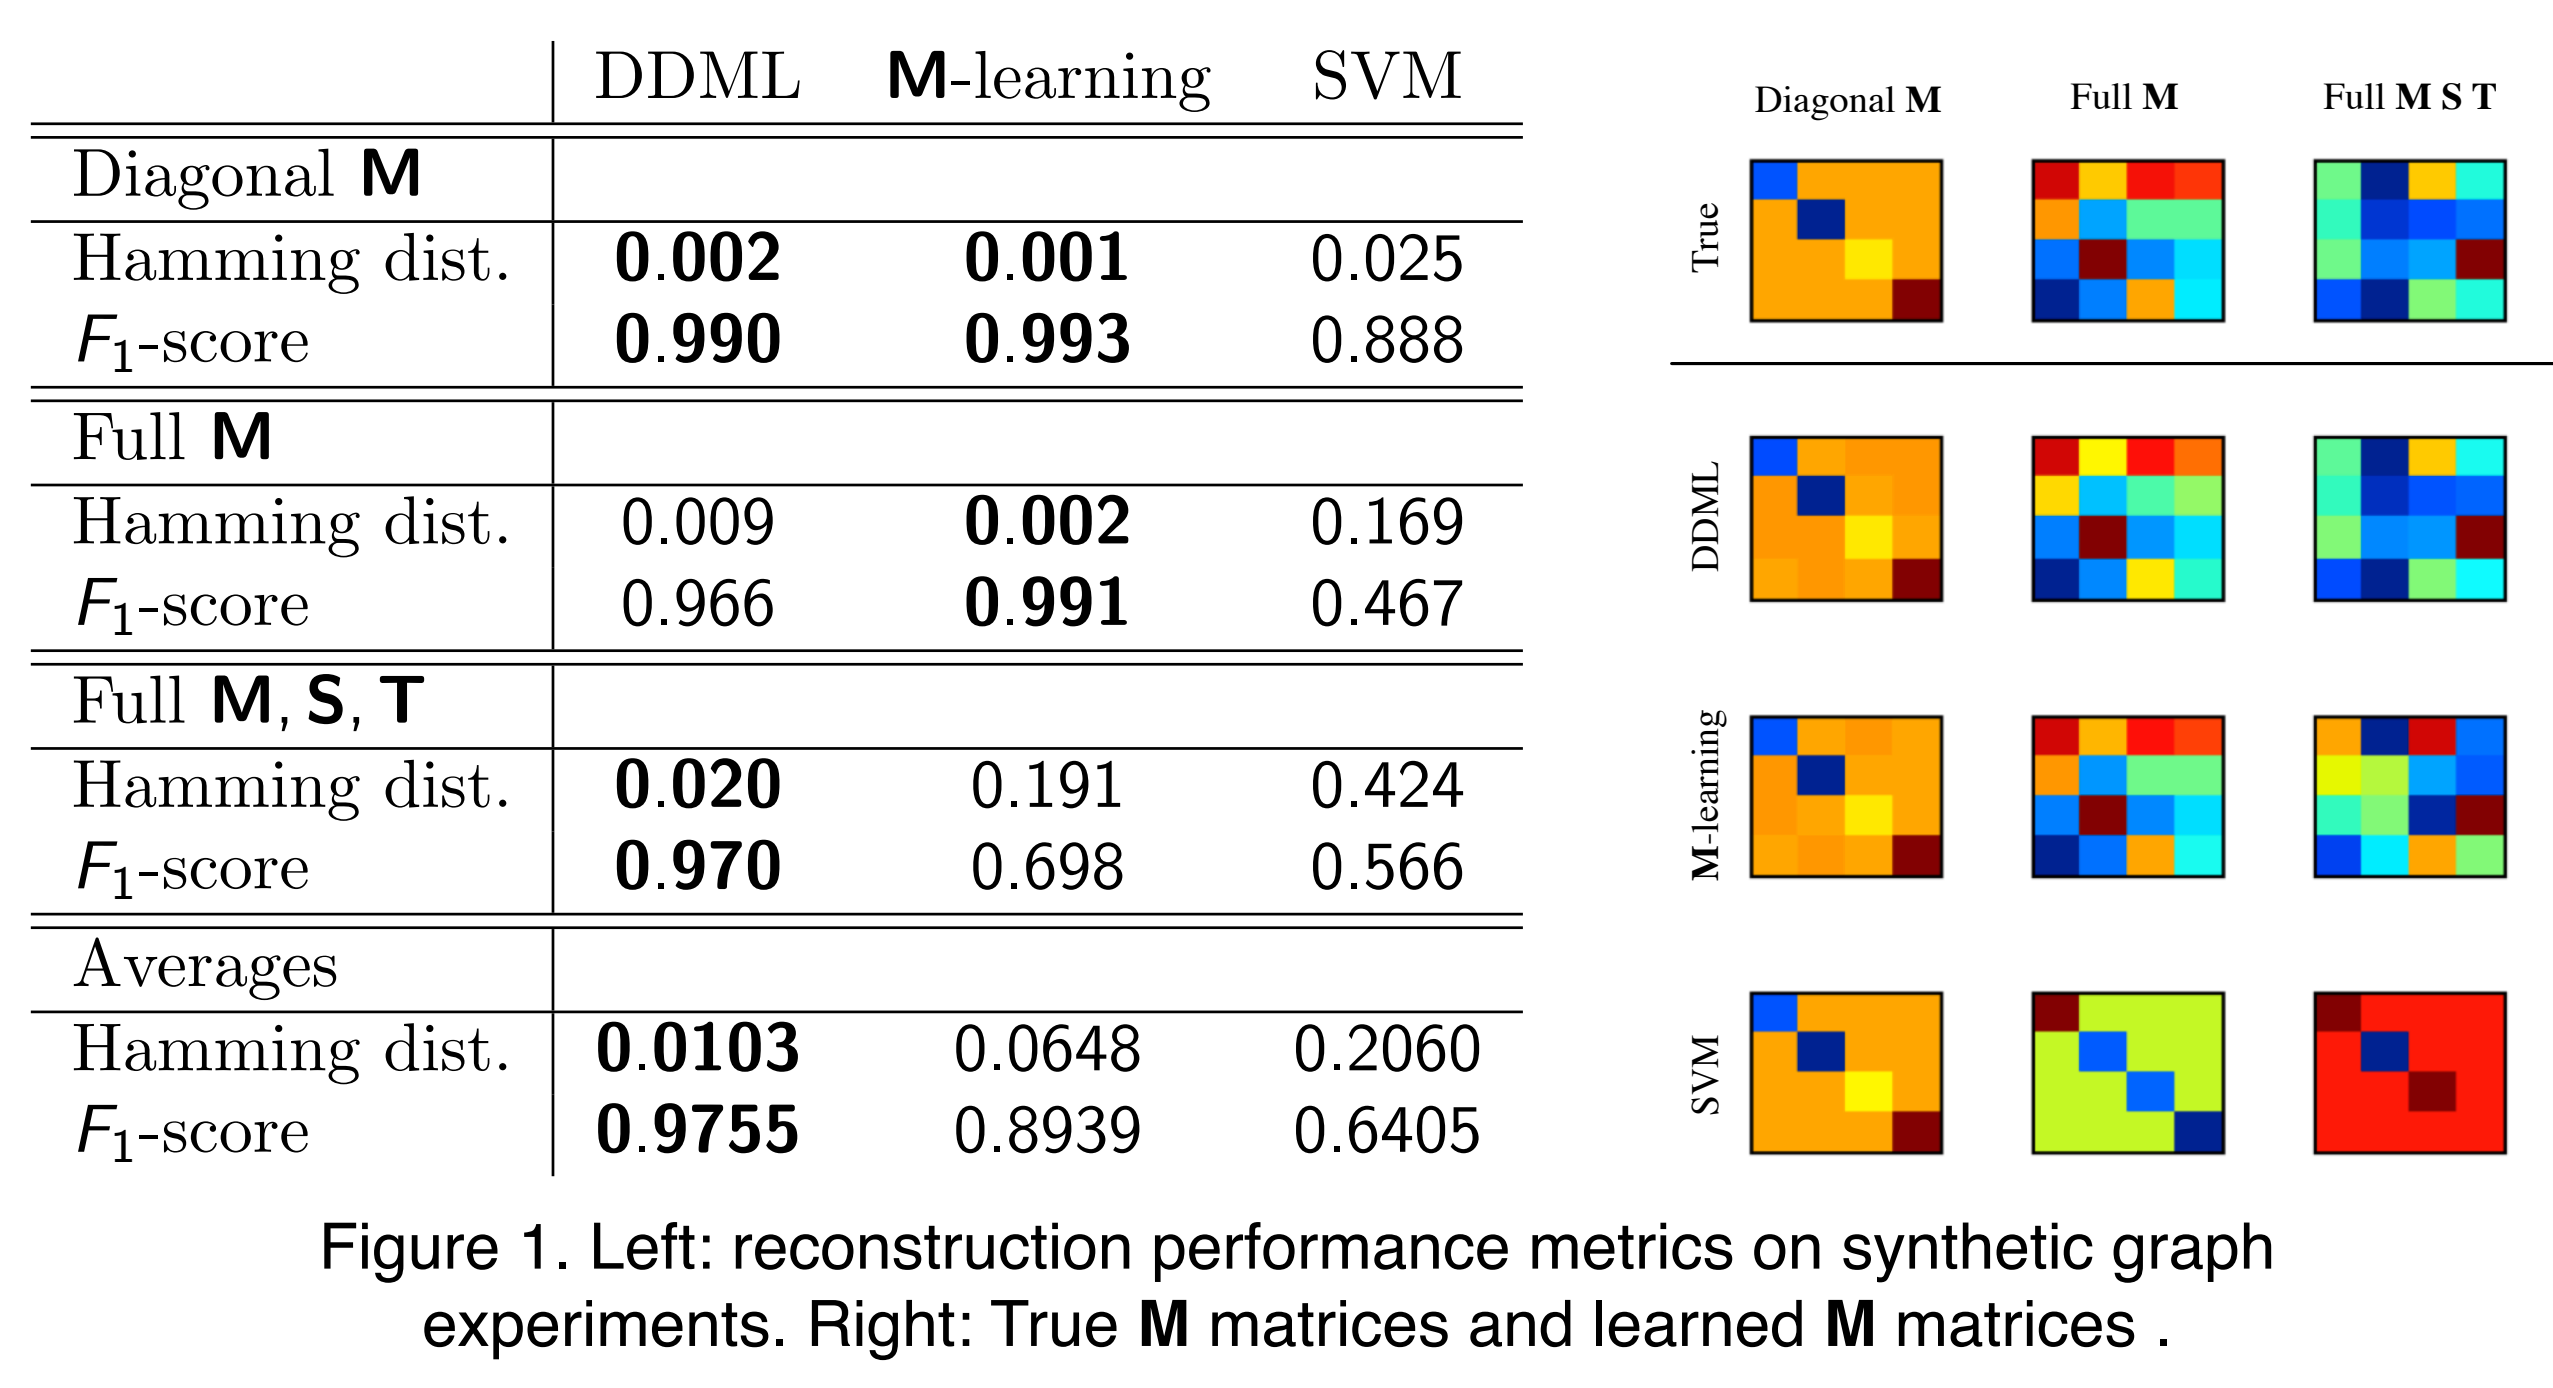 DDML M-learning SVM
Diagonal M
Hamming dist. 0.002 0.001 0.025
F1-score 0.990 0.993 0.888
Full M
Hamming dist. 0.009 0.002 0.169
F1-score 0.966 0.991 0.467
Full M, S, T
Hamming dist. 0.020 0.191 0.424
F1-score 0.970 0.698 0.566
Averages
Hamming dist. 0.0103 0.0648 0.2060
F1-score 0.9755 0.8939 0.6405
Diagonal M Full M Full M S T
True
DDML
M-learning
SVM
Figure 1. Left: reconstruction performance metrics on synthetic graph
experiments. Right: True M matrices and learned M matrices .